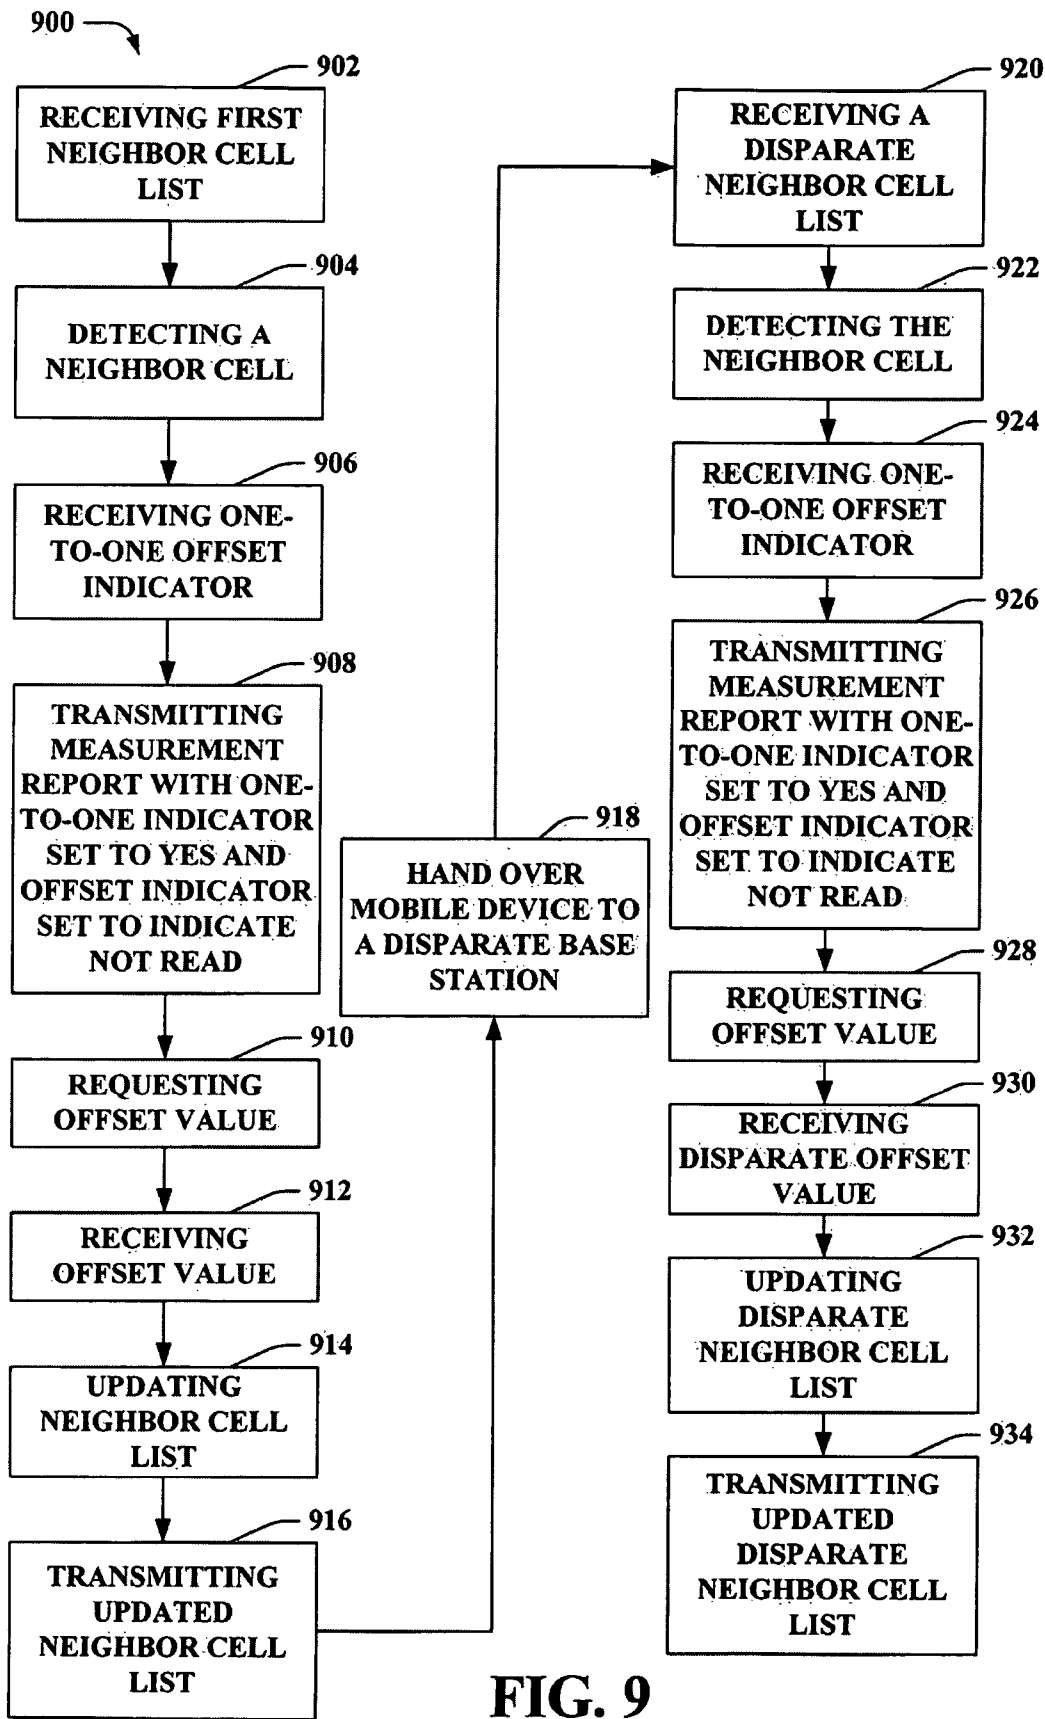 900
902
RECEIVING FIRST
NEIGHBOR CELL
LIST
904
DETECTING A
NEIGHBOR CELL
906
RECEIVING ONE-
TO-ONE OFFSET
INDICATOR
908
TRANSMITTING
MEASUREMENT
REPORT WITH ONE-
TO-ONE INDICATOR
SET TO YES AND
OFFSET INDICATOR
SET TO INDICATE
NOT READ
910
REQUESTING
OFFSET VALUE
912
RECEIVING
OFFSET VALUE
914
UPDATING
NEIGHBOR CELL
LIST
916
TRANSMITTING
UPDATED
NEIGHBOR CELL
LIST
918
HAND OVER
MOBILE DEVICE TO
A DISPARATE BASE
STATION
920
RECEIVING A
DISPARATE
NEIGHBOR CELL
LIST
922
DETECTING THE
NEIGHBOR CELL
924
RECEIVING ONE-
TO-ONE OFFSET
INDICATOR
926
TRANSMITTING
MEASUREMENT
REPORT WITH ONE-
TO-ONE INDICATOR
SET TO YES AND
OFFSET INDICATOR
SET TO INDICATE
NOT READ
928
REQUESTING
OFFSET VALUE
930
RECEIVING
DISPARATE OFFSET
VALUE
932
UPDATING
DISPARATE
NEIGHBOR CELL
LIST
934
TRANSMITTING
UPDATED
DISPARATE
NEIGHBOR CELL
LIST
FIG. 9